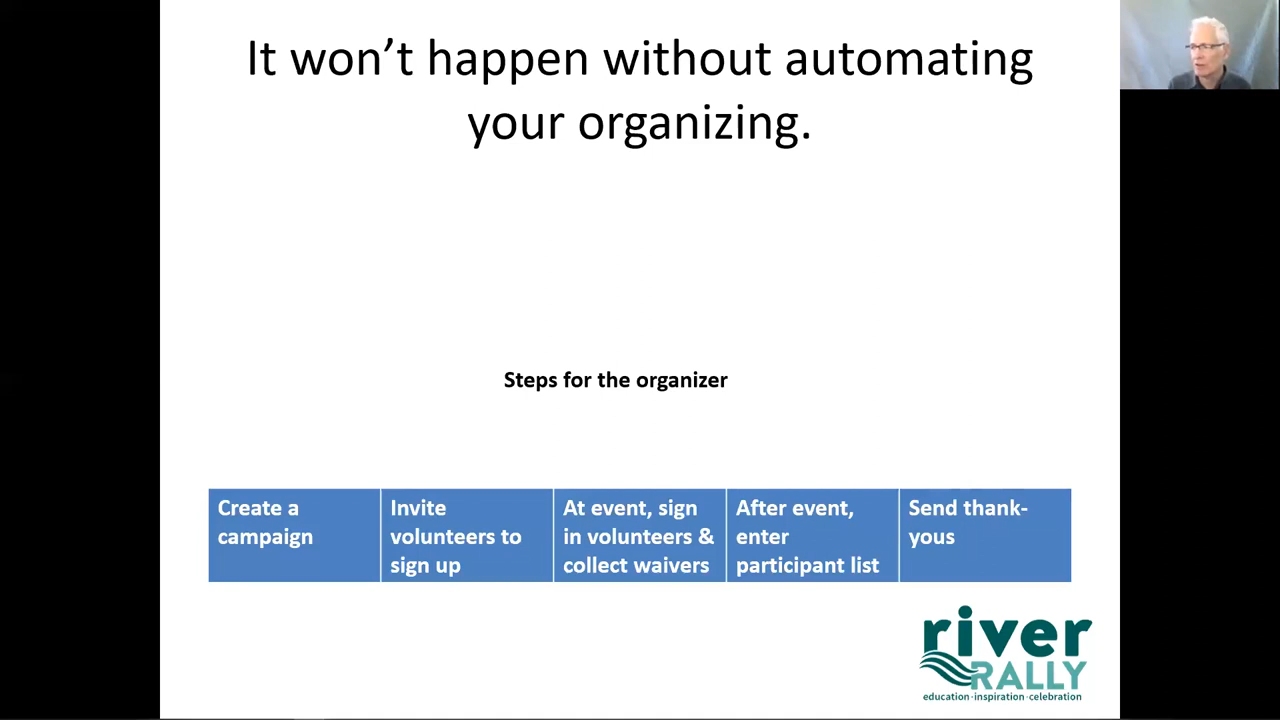 It won’t happen without automating
your organizing.
Steps for the organizer
Create a
campaign
Invite
volunteers to
sign up
At event, sign
in volunteers &
collect waivers
After event,
enter
participant list
Send thank-
yous
river
RALLY
education·inspiration·celebration